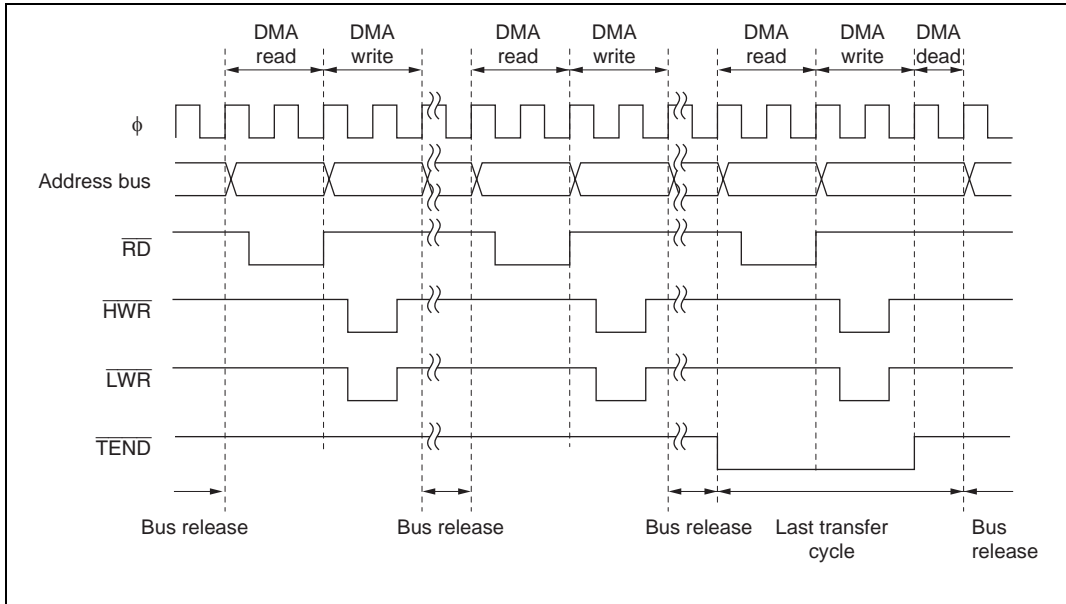 DMA read
DMA write
DMA read
DMA write
DMA read
DMA write
DMA dead
φ
Address bus
RD
HWR
LWR
TEND
Bus release
Bus release
Bus release
Last transfer cycle
Bus release